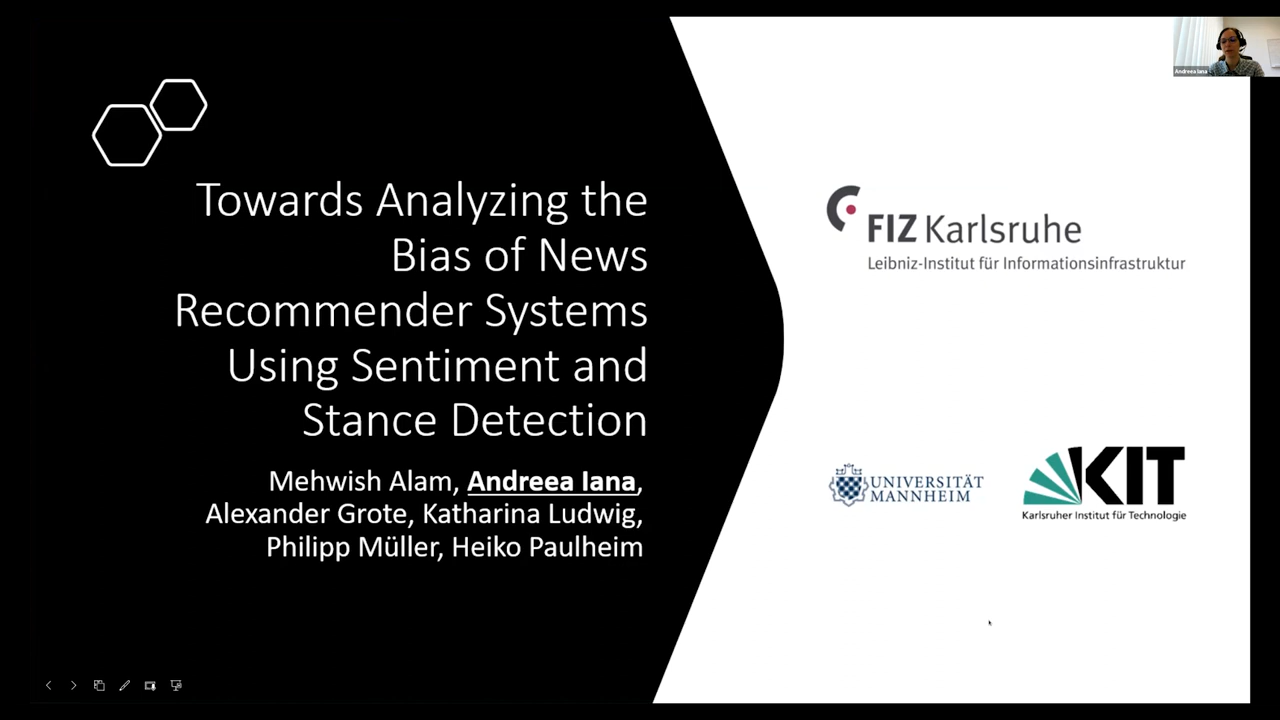 Towards Analyzing the
Bias of News
Recommender Systems
Using Sentiment and
Stance Detection
Mehwish Alam, Andreea Iana,
Alexander Grote, Katharina Ludwig,
Philipp Müller, Heiko Paulheim
Andreea Iana
FIZ Karlsruhe
Leibniz-Institut für Informationsinfrastruktur
UNIVERSITÄT
MANNHEIM
KIT
Karlsruher Institut für Technologie